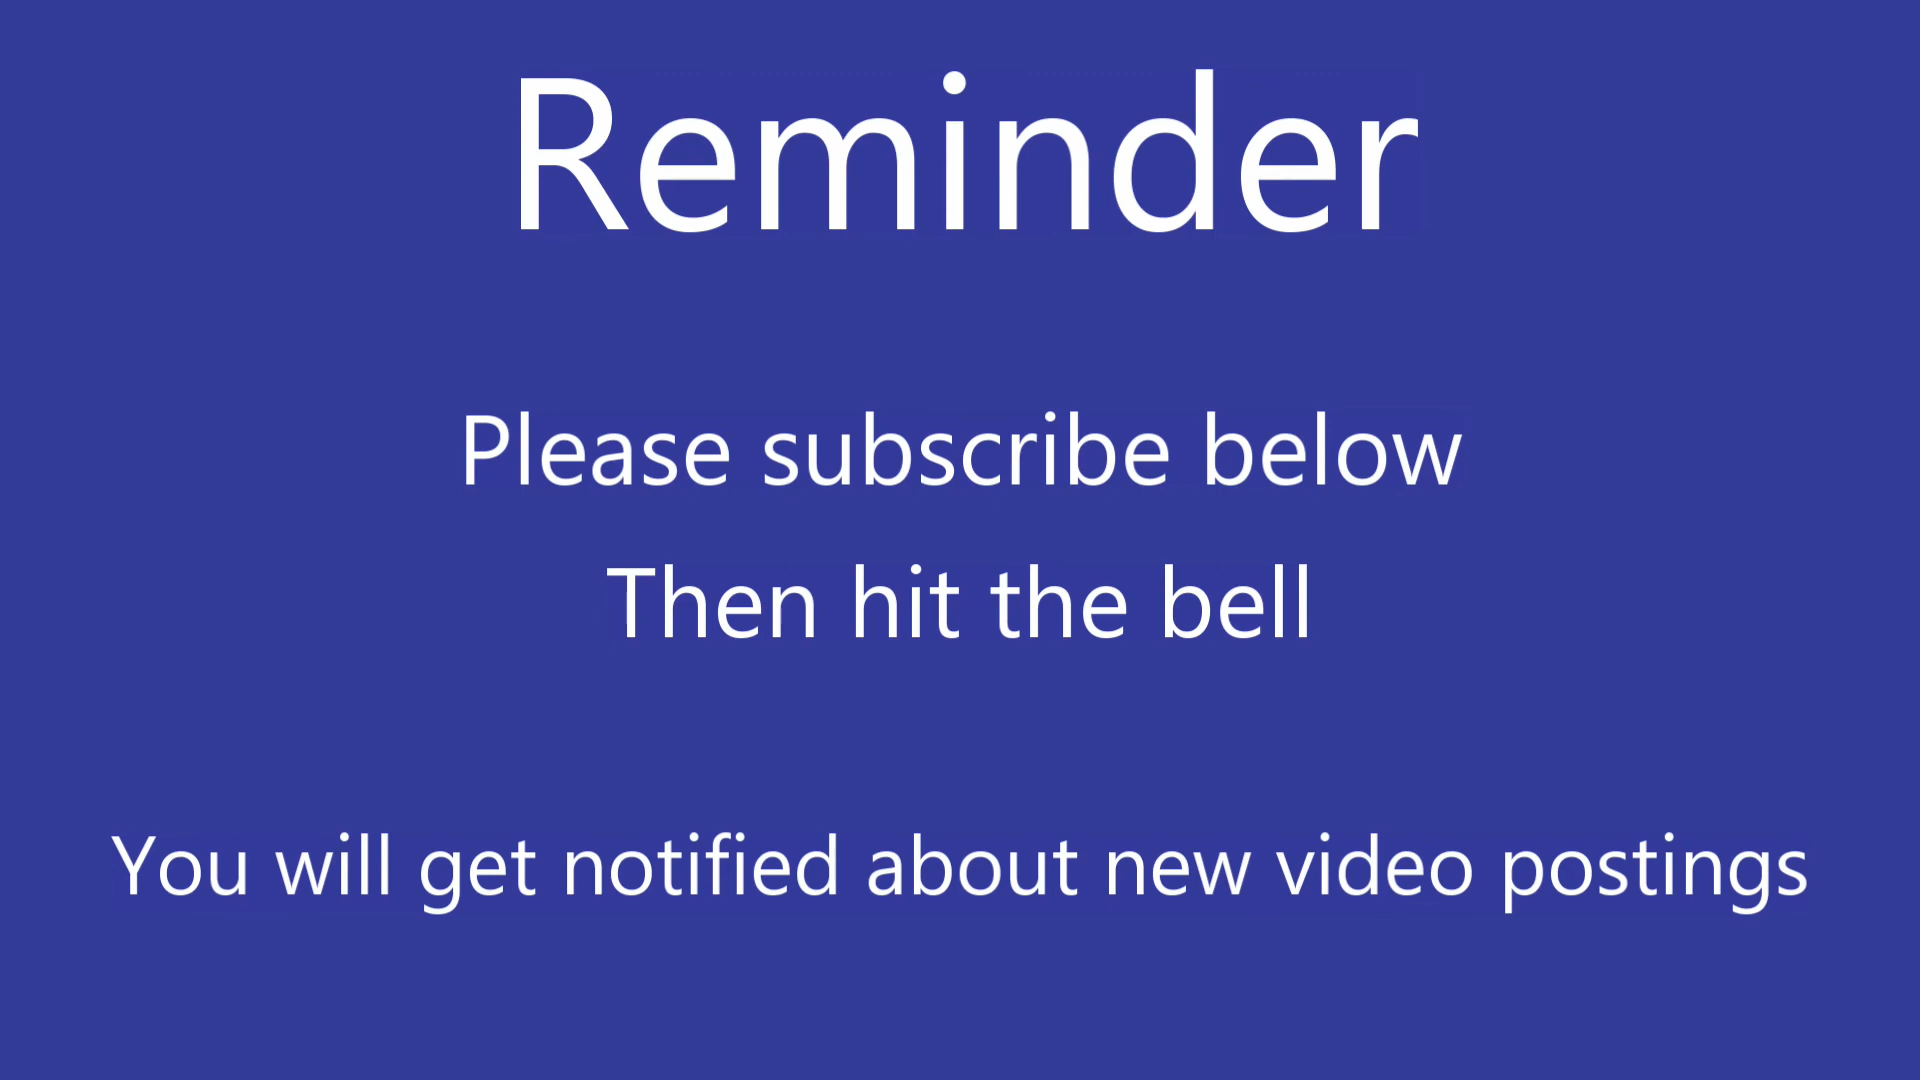 Reminder
Please subscribe below
Then hit the bell
You will get notified about new video postings